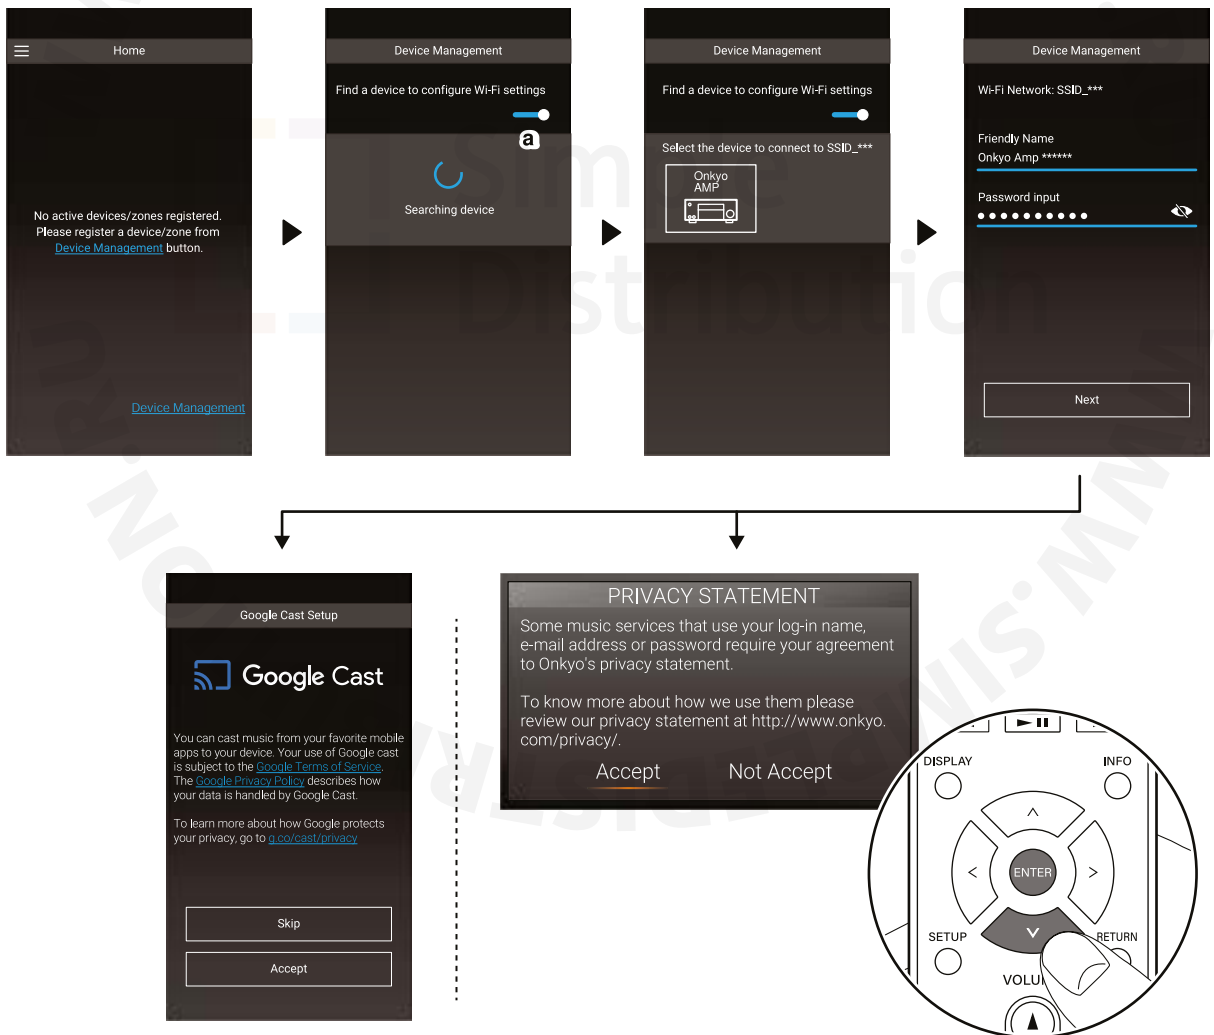 Home
No active devices/zones registered.
Please register a device/zone from
Device Management button.
Device Management
Device Management
Find a device to configure Wi-Fi settings
a
Searching device
Device Management
Find a device to configure Wi-Fi settings
Select the device to connect to SSID_***
Onkyo
AMP
Device Management
Wi-Fi Network: SSID_***
Friendly Name
Onkyo Amp ******
Password input
Next
Google Cast Setup
Google Cast
You can cast music from your favorite mobile
apps to your device. Your use of Google cast
is subject to the Google Terms of Service.
The Google Privacy Policy describes how
your data is handled by Google Cast.
To learn more about how Google protects
your privacy, go to g.co/cast/privacy
Skip
Accept
PRIVACY STATEMENT
Some music services that use your log-in name,
e-mail address or password require your agreement
to Onkyo's privacy statement.
To know more about how we use them please
review our privacy statement at http://www.onkyo.
com/privacy/.
Accept Not Accept
DISPLAY INFO
ENTER
SETUP RETURN
VOLU
Simple
Distribution